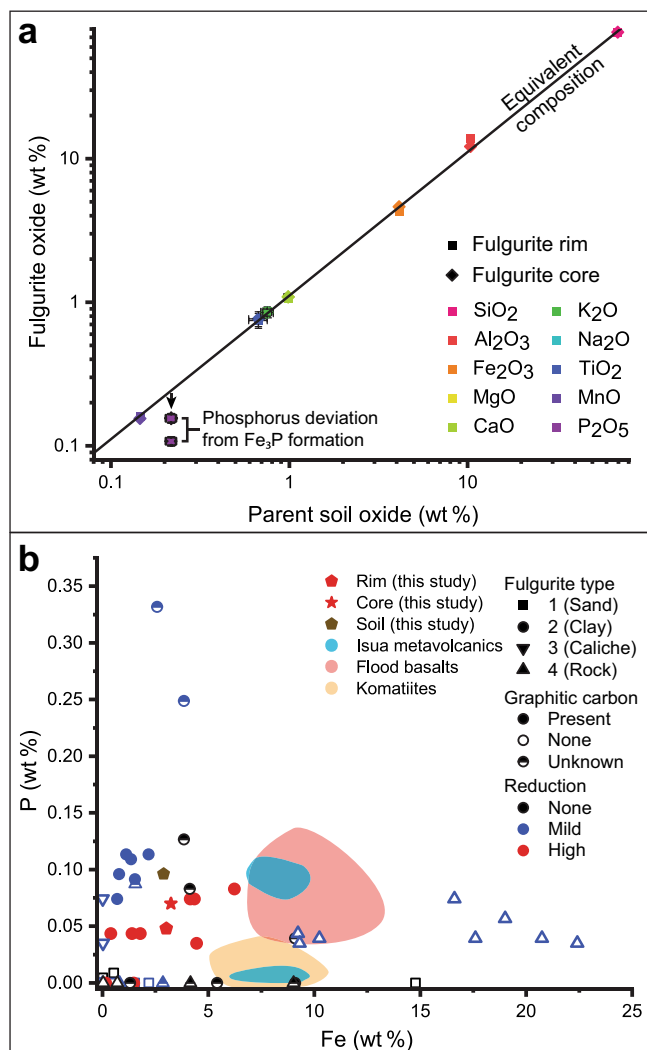 a
Fulgurite oxide (wt %)
10
1
0.1
0.1
1
10
Parent soil oxide (wt %)
Equivalent
composition
Fulgurite rim
Fulgurite core
SiO2
K2O
Al2O3
Na2O
Fe2O3
TiO2
MgO
MnO
CaO
P2O5
Phosphorus deviation
from Fe3P formation
b
P (wt %)
0.35
0.30
0.25
0.20
0.15
0.10
0.05
0.00
0
5
10
15
20
25
Fe (wt %)
Rim (this study)
Core (this study)
Soil (this study)
Isua metavolcanics
Flood basalts
Komatiites
Fulgurite type
1 (Sand)
2 (Clay)
3 (Caliche)
4 (Rock)
Graphitic carbon
Present
None
Unknown
Reduction
None
Mild
High